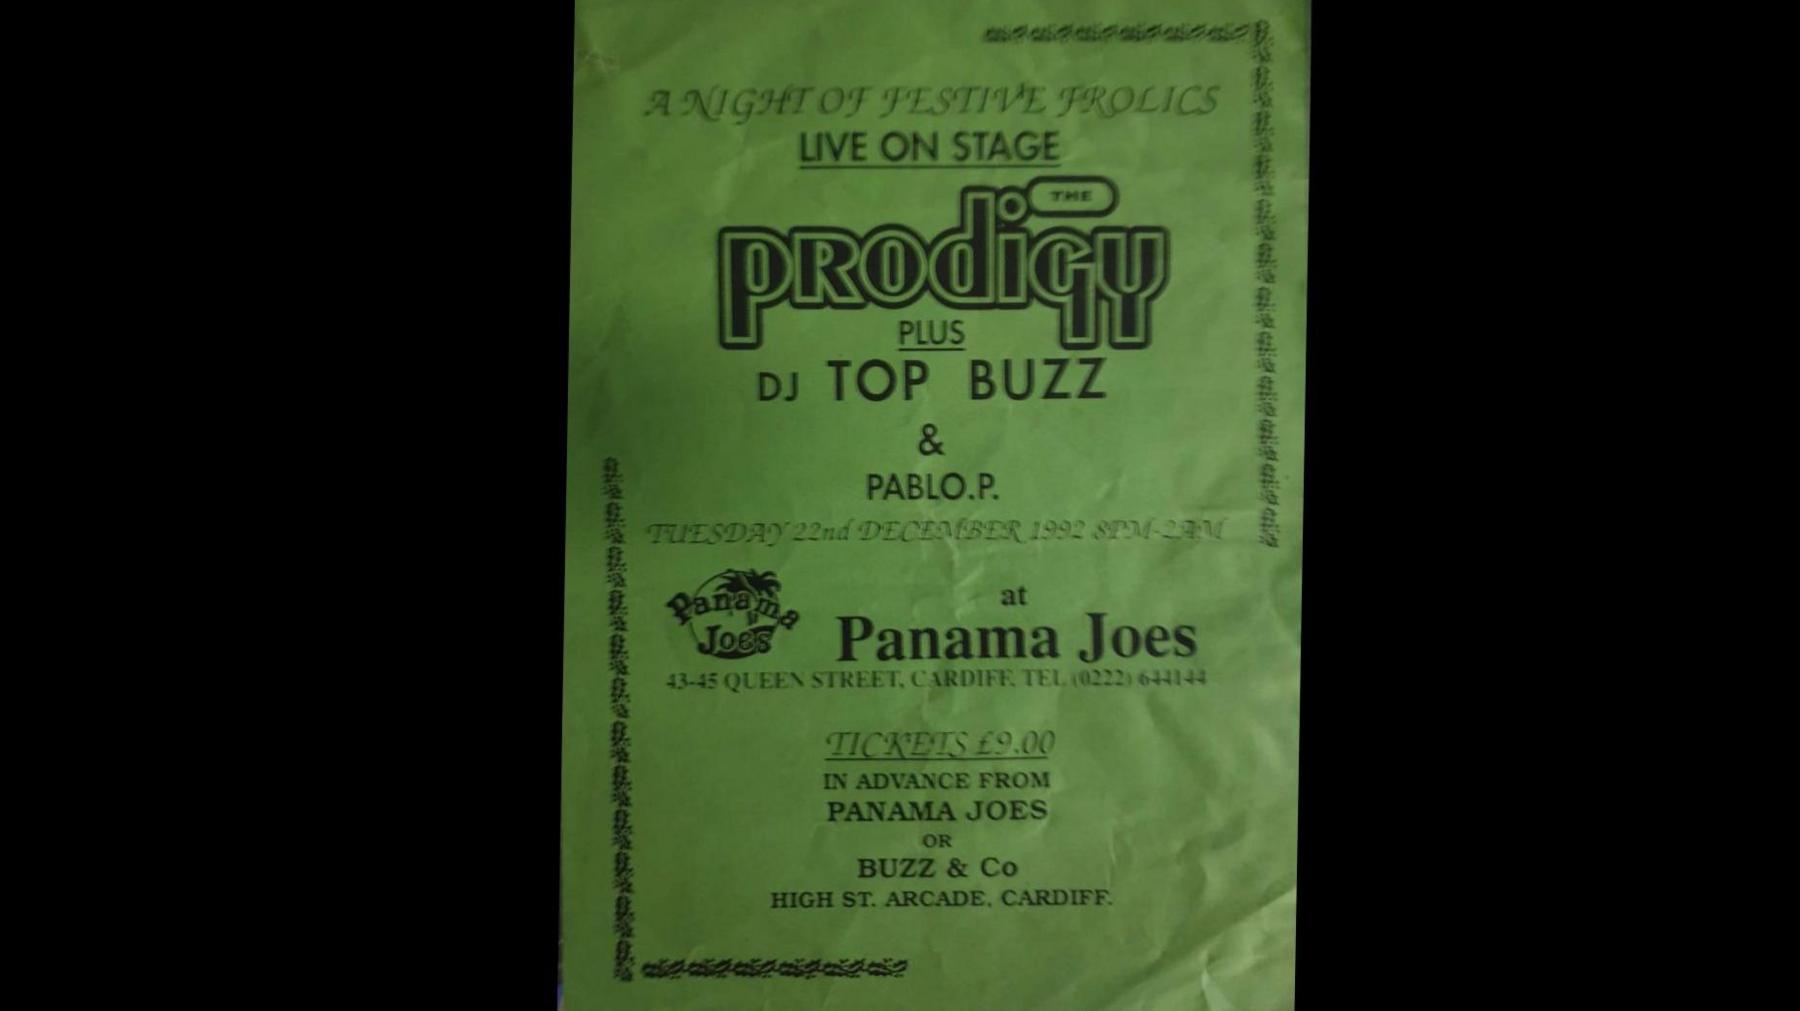 A NIGHT OF FESTIVE FROLICS
LIVE ON STAGE
THE
PRODIGY
PLUS
DJ TOP BUZZ
&
PABLO.P.
TUESDAY 22nd DECEMBER 1992 8PM-2AM
Panama
Joe's
at
Panama Joes
43-45 QUEEN STREET, CARDIFF, TEL (0222) 644144
TICKETS £9.00
IN ADVANCE FROM
PANAMA JOES
OR
BUZZ & Co
HIGH ST. ARCADE, CARDIFF.